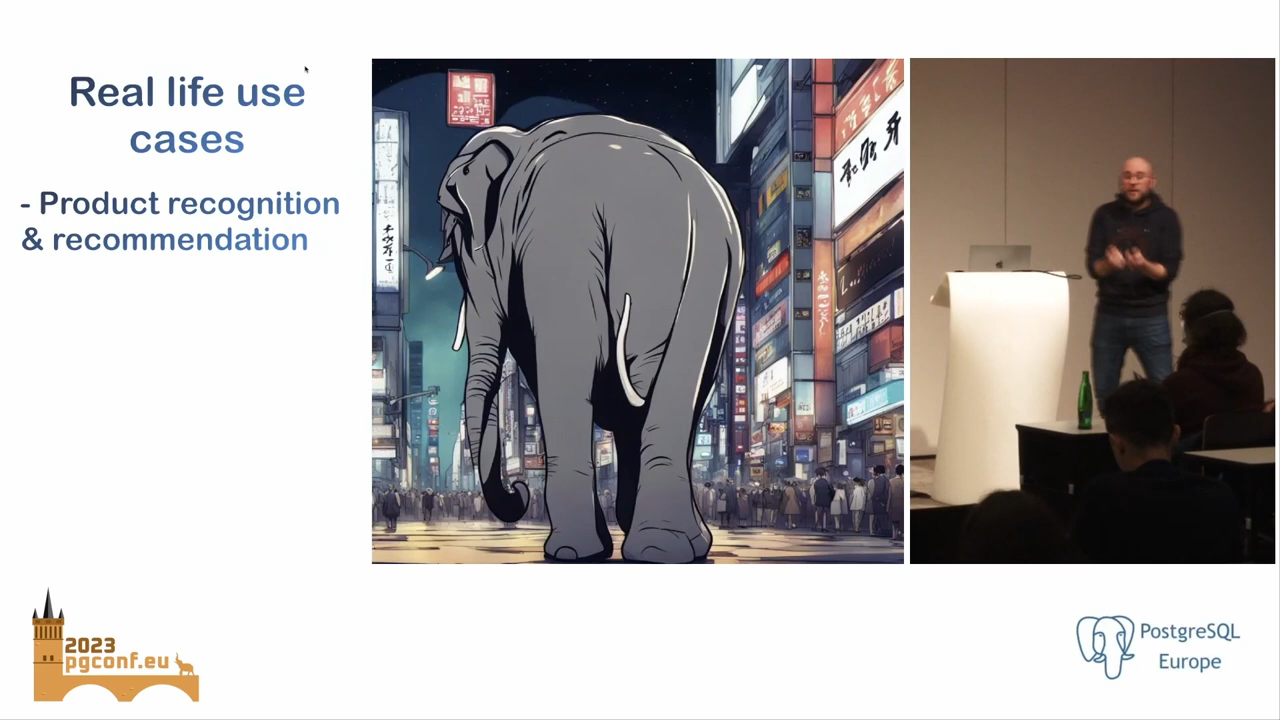 Real life use
cases
- Product recognition
& recommendation
2023
pgconf.eu
PostgreSQL
Europe